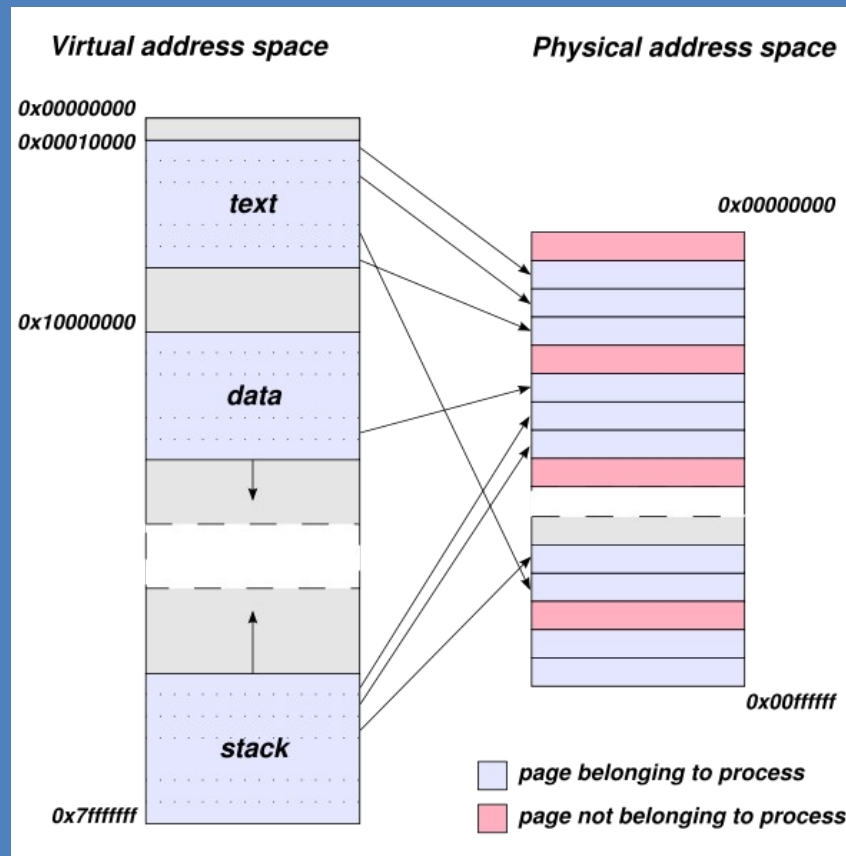 Virtual address space
Physical address space
0x00000000
0x00010000
text
0x00000000
0x10000000
data
stack
0x00ffffff
page belonging to process
0x7fffffff
page not belonging to process